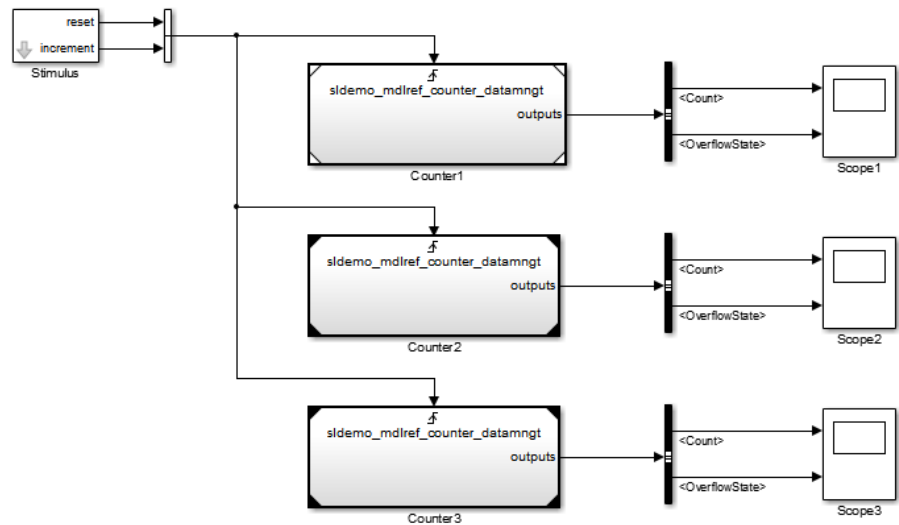 reset
increment
Stimulus
sldemo_mdlref_counter_datamngt
outputs
Counter1
<Count>
<OverflowState>
Scope1
sldemo_mdlref_counter_datamngt
outputs
Counter2
<Count>
<OverflowState>
Scope2
sldemo_mdlref_counter_datamngt
outputs
Counter3
<Count>
<OverflowState>
Scope3